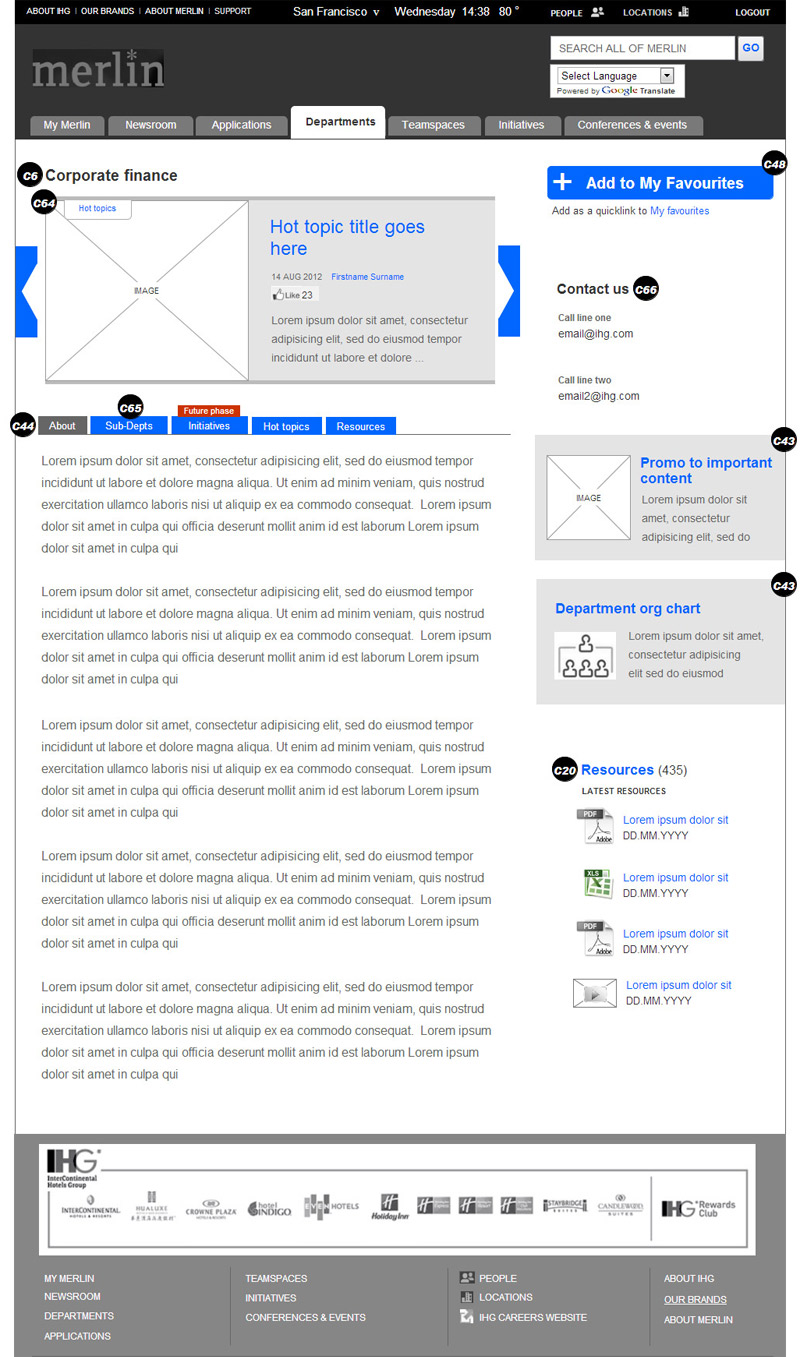 ABOUT IHG | OUR BRANDS | ABOUT MERLIN | SUPPORT
San Francisco v Wednesday 14:38 80 °
PEOPLE LOCATIONS LOGOUT
merlin
SEARCH ALL OF MERLIN GO
Select Language
Powered by Google Translate
My Merlin Newsroom Applications Departments Teamspaces Initiatives Conferences & events
C6 Corporate finance
C64
Hot topics
IMAGE
Hot topic title goes
here
14 AUG 2012 Firstname Surname
Like 23
Lorem ipsum dolor sit amet, consectetur
adipisicing elit, sed do eiusmod tempor
incididunt ut labore et dolore ...
C48
Add to My Favourites
Add as a quicklink to My favourites
Contact us C66
Call line one
email@ihg.com
Call line two
email2@ihg.com
C65
Future phase
C44 About Sub-Depts Initiatives Hot topics Resources
Lorem ipsum dolor sit amet, consectetur adipisicing elit, sed do eiusmod tempor
incididunt ut labore et dolore magna aliqua. Ut enim ad minim veniam, quis nostrud
exercitation ullamco laboris nisi ut aliquip ex ea commodo consequat. Lorem ipsum
dolor sit amet in culpa qui officia deserunt mollit anim id est laborum Lorem ipsum
dolor sit amet in culpa qui
Lorem ipsum dolor sit amet, consectetur adipisicing elit, sed do eiusmod tempor
incididunt ut labore et dolore magna aliqua. Ut enim ad minim veniam, quis nostrud
exercitation ullamco laboris nisi ut aliquip ex ea commodo consequat. Lorem ipsum
dolor sit amet in culpa qui officia deserunt mollit anim id est laborum Lorem ipsum
dolor sit amet in culpa qui
Lorem ipsum dolor sit amet, consectetur adipisicing elit, sed do eiusmod tempor
incididunt ut labore et dolore magna aliqua. Ut enim ad minim veniam, quis nostrud
exercitation ullamco laboris nisi ut aliquip ex ea commodo consequat. Lorem ipsum
dolor sit amet in culpa qui officia deserunt mollit anim id est laborum Lorem ipsum
dolor sit amet in culpa qui
Lorem ipsum dolor sit amet, consectetur adipisicing elit, sed do eiusmod tempor
incididunt ut labore et dolore magna aliqua. Ut enim ad minim veniam, quis nostrud
exercitation ullamco laboris nisi ut aliquip ex ea commodo consequat. Lorem ipsum
dolor sit amet in culpa qui officia deserunt mollit anim id est laborum Lorem ipsum
dolor sit amet in culpa qui
Lorem ipsum dolor sit amet, consectetur adipisicing elit, sed do eiusmod tempor
incididunt ut labore et dolore magna aliqua. Ut enim ad minim veniam, quis nostrud
exercitation ullamco laboris nisi ut aliquip ex ea commodo consequat. Lorem ipsum
dolor sit amet in culpa qui officia deserunt mollit anim id est laborum Lorem ipsum
dolor sit amet in culpa qui
C43
IMAGE
Promo to important
content
Lorem ipsum dolor sit
amet, consectetur
adipisicing elit, sed do
C43
Department org chart
Lorem ipsum dolor sit amet,
consectetur adipisicing
elit sed do eiusmod
C20 Resources (435)
LATEST RESOURCES
PDF
Adobe
Lorem ipsum dolor sit
DD.MM.YYYY
XLS
Lorem ipsum dolor sit
DD.MM.YYYY
PDF
Adobe
Lorem ipsum dolor sit
DD.MM.YYYY
Lorem ipsum dolor sit
DD.MM.YYYY
IHG
InterContinental
Hotels Group
INTERCONTINENTAL
HOTELS & RESORTS
HUALUXE
CROWNE PLAZA
HOTELS & RESORTS
hotel INDIGO
EVEN HOTELS
Holiday Inn
STAYBRIDGE
SUITES
CANDLEWOOD
SUITES
IHG Rewards
Club
MY MERLIN
NEWSROOM
DEPARTMENTS
APPLICATIONS
TEAMSPACES
INITIATIVES
CONFERENCES & EVENTS
PEOPLE
LOCATIONS
IHG CAREERS WEBSITE
ABOUT IHG
OUR BRANDS
ABOUT MERLIN